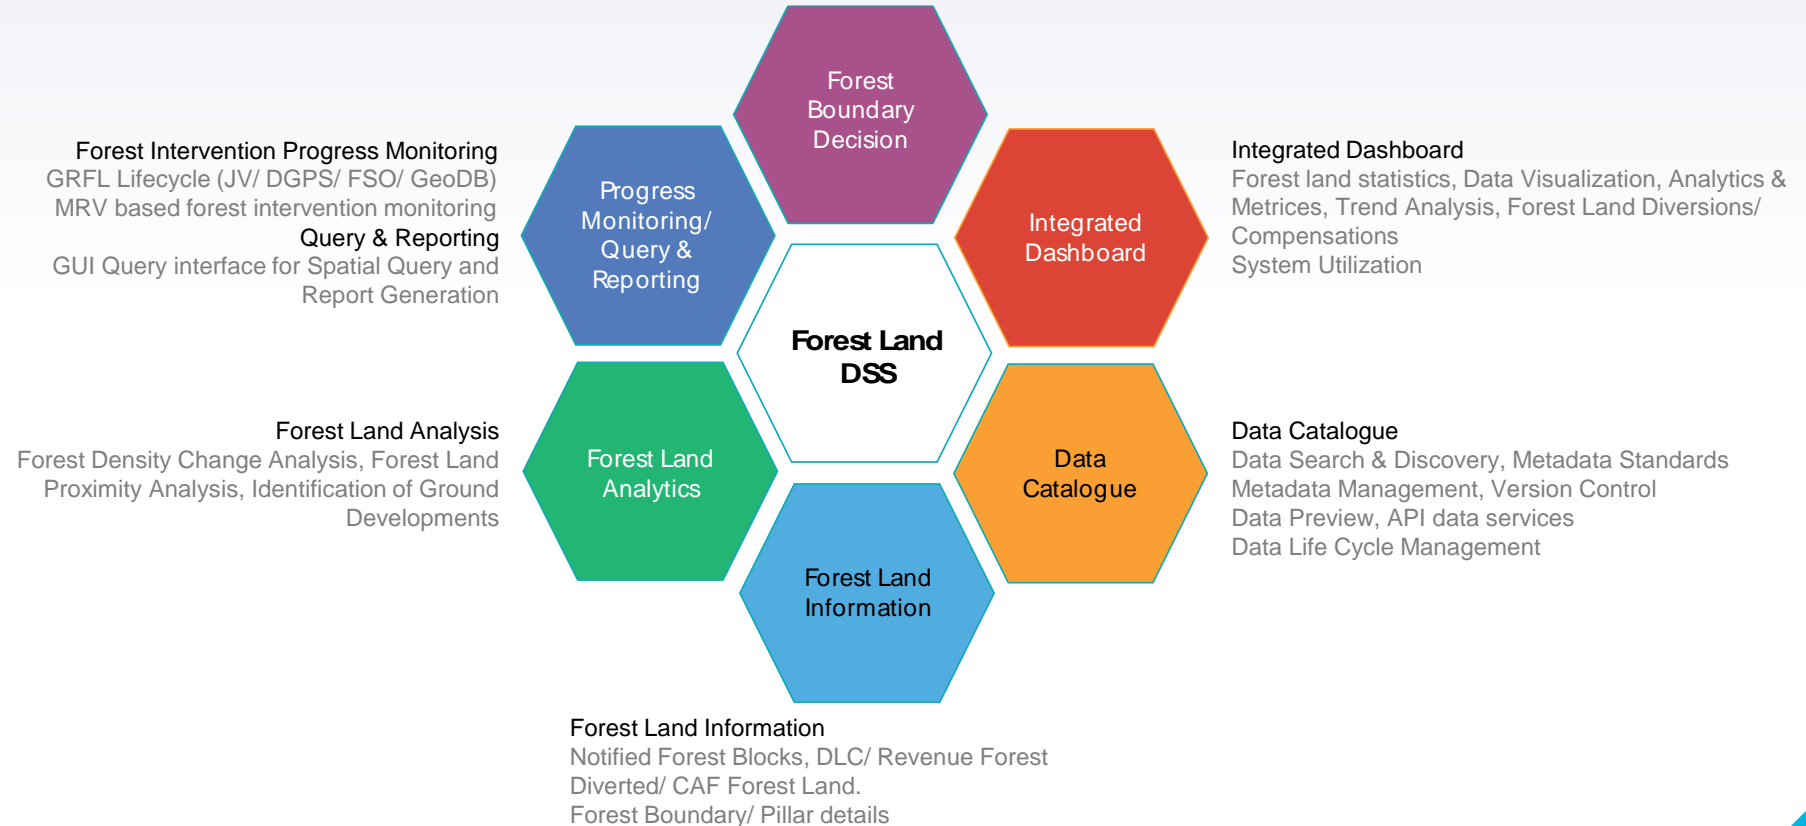 Forest
Boundary
Decision
Forest Intervention Progress Monitoring
GRFL Lifecycle (JV/ DGPS/ FSO/ GeoDB)
MRV based forest intervention monitoring
Query & Reporting
GUI Query interface for Spatial Query and
Report Generation
Progress
Monitoring/
Query &
Reporting
Integrated
Dashboard
Integrated Dashboard
Forest land statistics, Data Visualization, Analytics &
Metrices, Trend Analysis, Forest Land Diversions/
Compensations
System Utilization
Forest Land
DSS
Forest Land Analysis
Forest Density Change Analysis, Forest Land
Proximity Analysis, Identification of Ground
Developments
Forest Land
Analytics
Data
Catalogue
Data Catalogue
Data Search & Discovery, Metadata Standards
Metadata Management, Version Control
Data Preview, API data services
Data Life Cycle Management
Forest Land
Information
Forest Land Information
Notified Forest Blocks, DLC/ Revenue Forest
Diverted/ CAF Forest Land.
Forest Boundary/ Pillar details